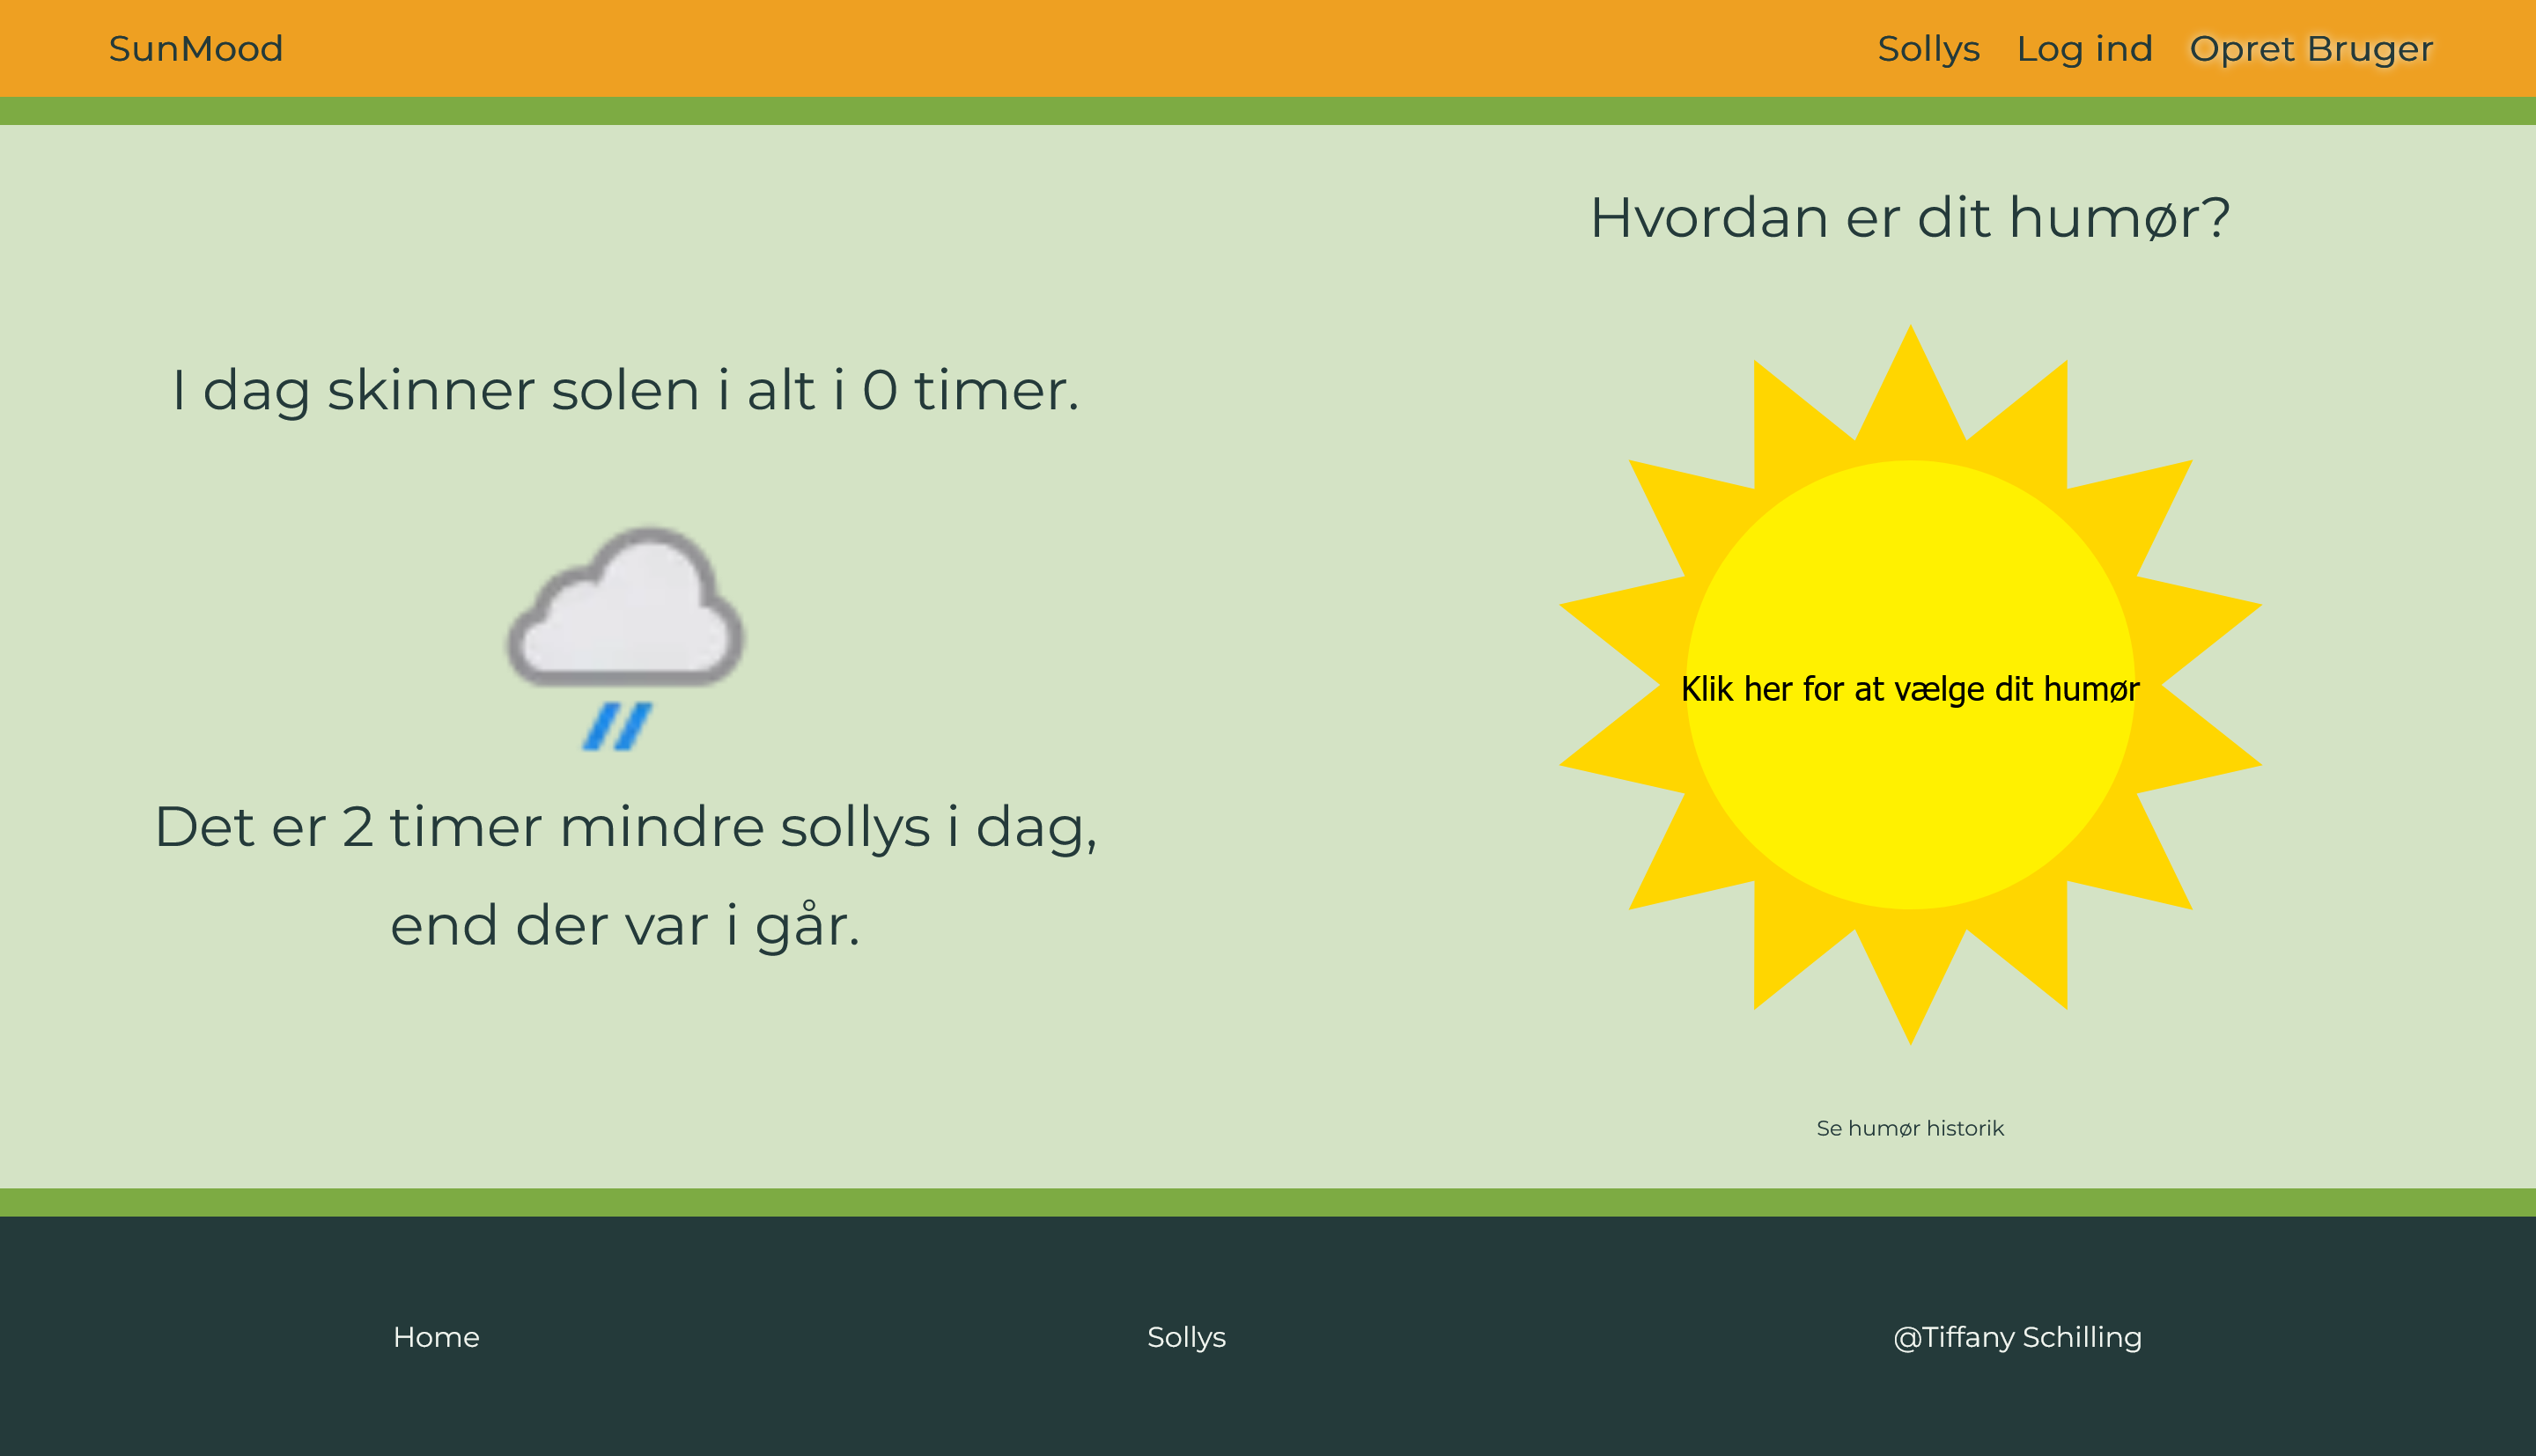 SunMood
Sollys
Log ind
Opret Bruger
I dag skinner solen i alt i 0 timer.
Det er 2 timer mindre sollys i dag,
end der var i går.
Hvordan er dit humør?
Klik her for at vælge dit humør
Se humør historik
Home
Sollys
@Tiffany Schilling